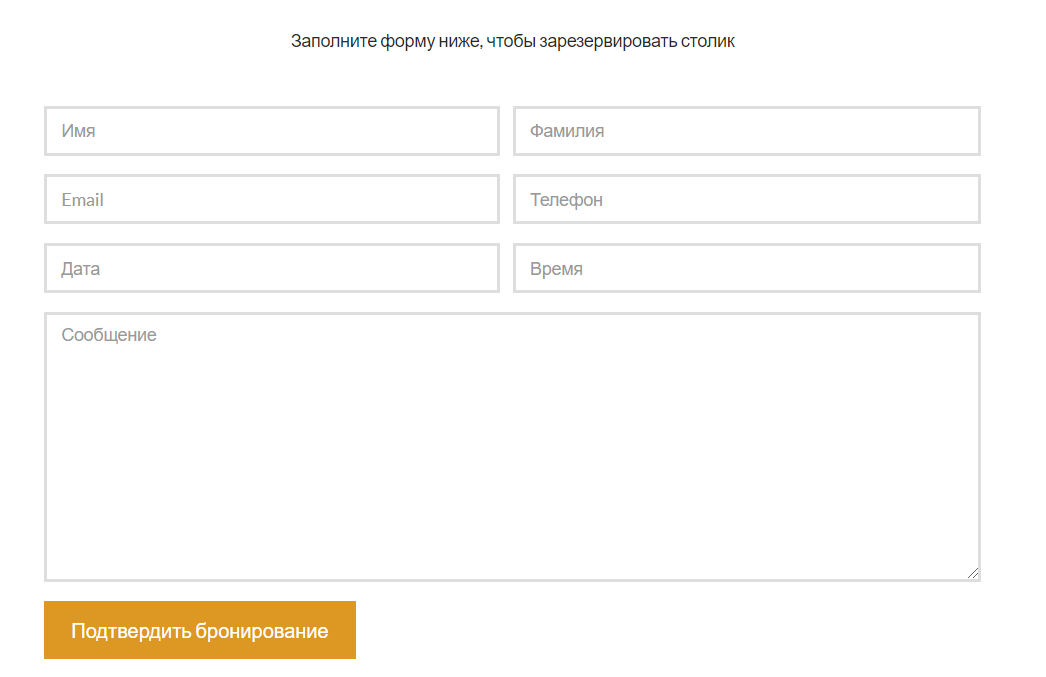 Заполните форму ниже, чтобы зарезервировать столик
Имя
Фамилия
Email
Телефон
Дата
Время
Сообщение
Подтвердить бронирование